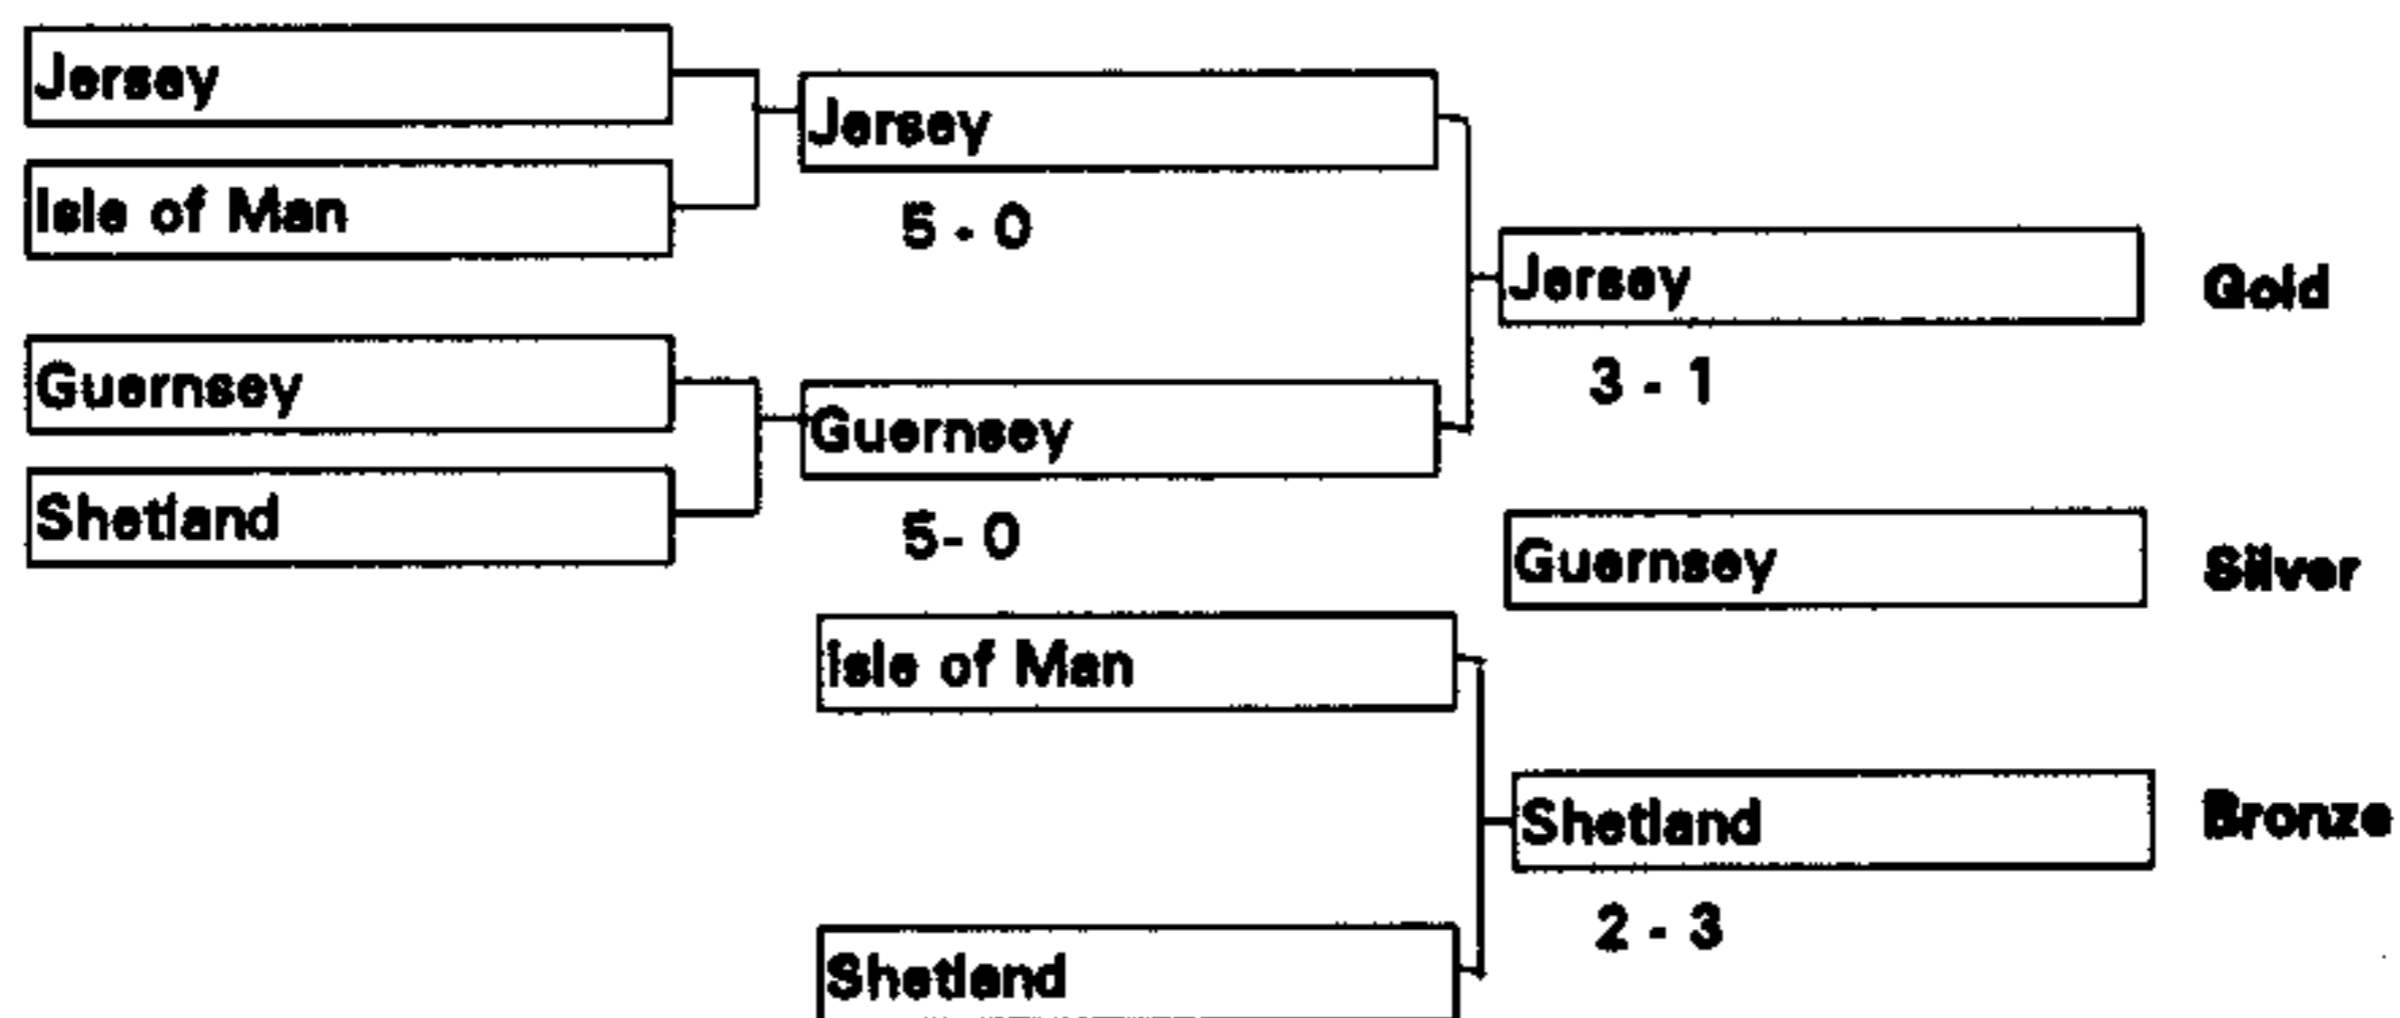 Jersey
Isle of Man
Guernsey
Shetland
Jersey
5 - 0
Guernsey
5- 0
Jersey
3 - 1
Gold
Guernsey
Silver
Isle of Man
Shetland
Shetland
2 - 3
Bronze